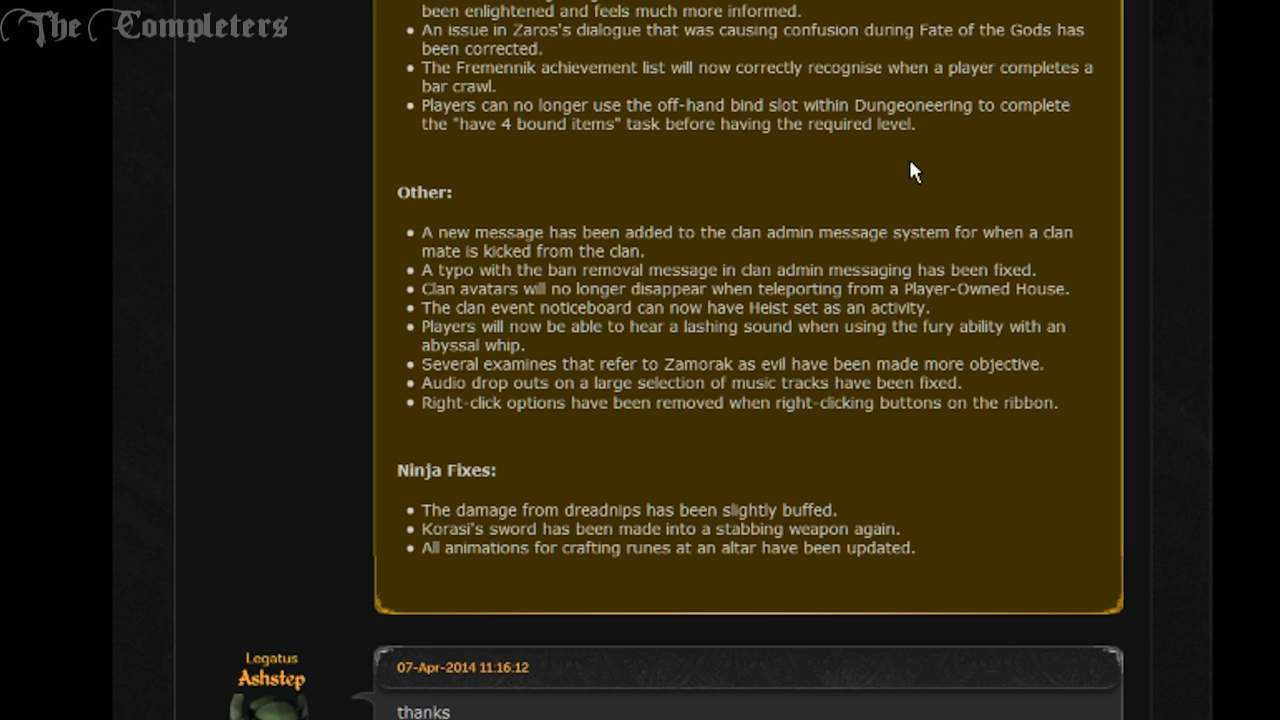 The Completers
been enlightened and feels much more informed.
An issue in Zaros's dialogue that was causing confusion during Fate of the Gods has
been corrected.
The Fremennik achievement list will now correctly recognise when a player completes a
bar crawl.
Players can no longer use the off-hand bind slot within Dungeoneering to complete
the "have 4 bound items" task before having the required level.
Other:
A new message has been added to the clan admin message system for when a clan
mate is kicked from the clan.
A typo with the ban removal message in clan admin messaging has been fixed.
Clan avatars will no longer disappear when teleporting from a Player-Owned House.
The clan event noticeboard can now have Heist set as an activity.
Players will now be able to hear a lashing sound when using the fury ability with an
abyssal whip.
Several examines that refer to Zamorak as evil have been made more objective.
Audio drop outs on a large selection of music tracks have been fixed.
Right-click options have been removed when right-clicking buttons on the ribbon.
Ninja Fixes:
The damage from dreadnips has been slightly buffed.
Korasi's sword has been made into a stabbing weapon again.
All animations for crafting runes at an altar have been updated.
Legatus
Ashstep
07-Apr-2014 11:16:12
thanks